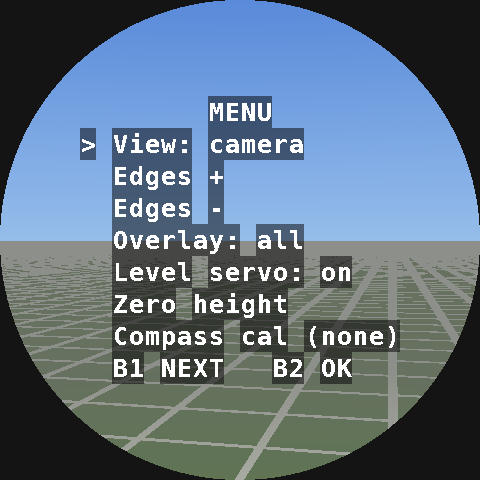 MENU
> View: camera
Edges +
Edges -
Overlay: all
Level servo: on
Zero height
Compass cal (none)
B1 NEXT B2 OK